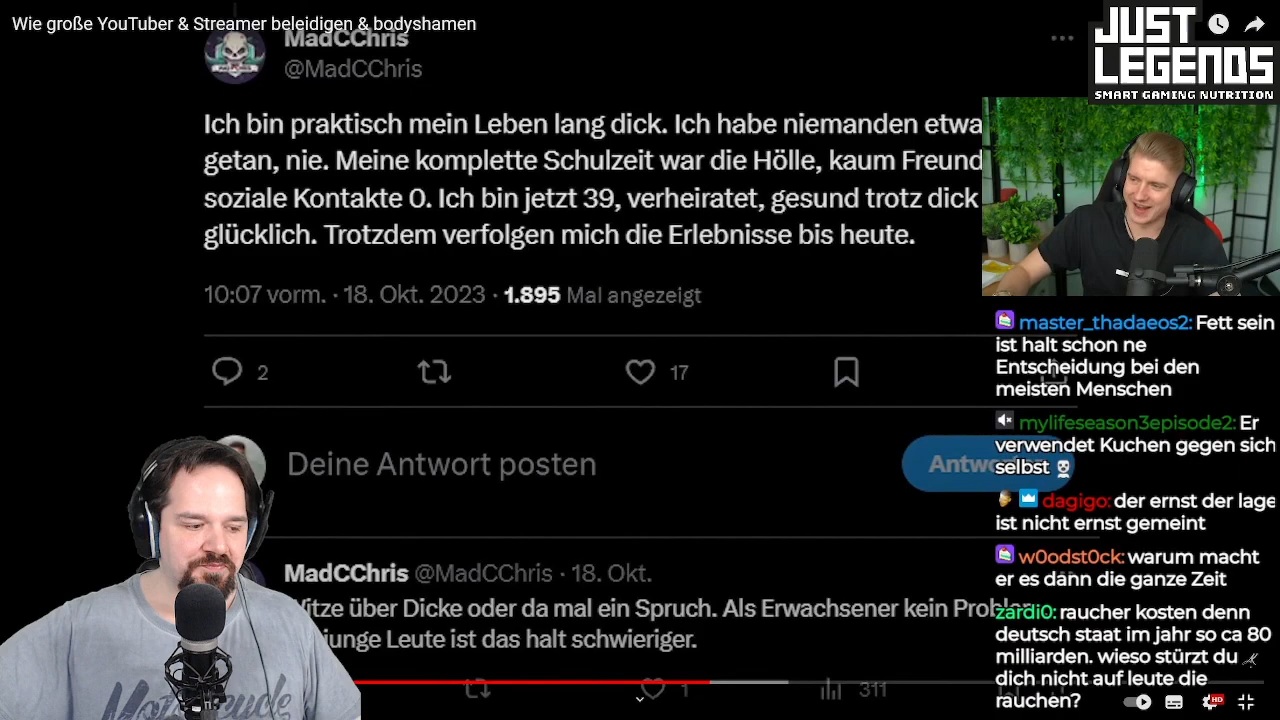 Wie große YouTuber & Streamer beleidigen & bodyshamen
MadCChris
@MadCChris
Ich bin praktisch mein Leben lang dick. Ich habe niemanden etwa
getan, nie. Meine komplette Schulzeit war die Hölle, kaum Freund
soziale Kontakte 0. Ich bin jetzt 39, verheiratet, gesund trotz dick
glücklich. Trotzdem verfolgen mich die Erlebnisse bis heute.
10:07 vorm. · 18. Okt. 2023 · 1.895 Mal angezeigt
2
17
Deine Antwort posten
MadCChris @MadCChris · 18. Okt.
über Dicke oder da mal ein Spruch. Als Erwachsener kein
junge Leute ist das halt schwieriger.
1
311
JUST
LEGENDS
SMART GAMING NUTRITION
master_thadaeos2: Fett sein
ist halt schon ne
Entscheidung bei den
meisten Menschen
mylifeseason3episode2: Er
verwendet Kuchen gegen sich
selbst
dagigo: der ernst der lage
ist nicht ernst gemeint
w0odst0ck: warum macht
er es dann die ganze Zeit
zardi0: raucher kosten denn
deutsch staat im jahr so ca 80
milliarden. wieso stürzt du
dich nicht auf leute die
rauchen?
HD